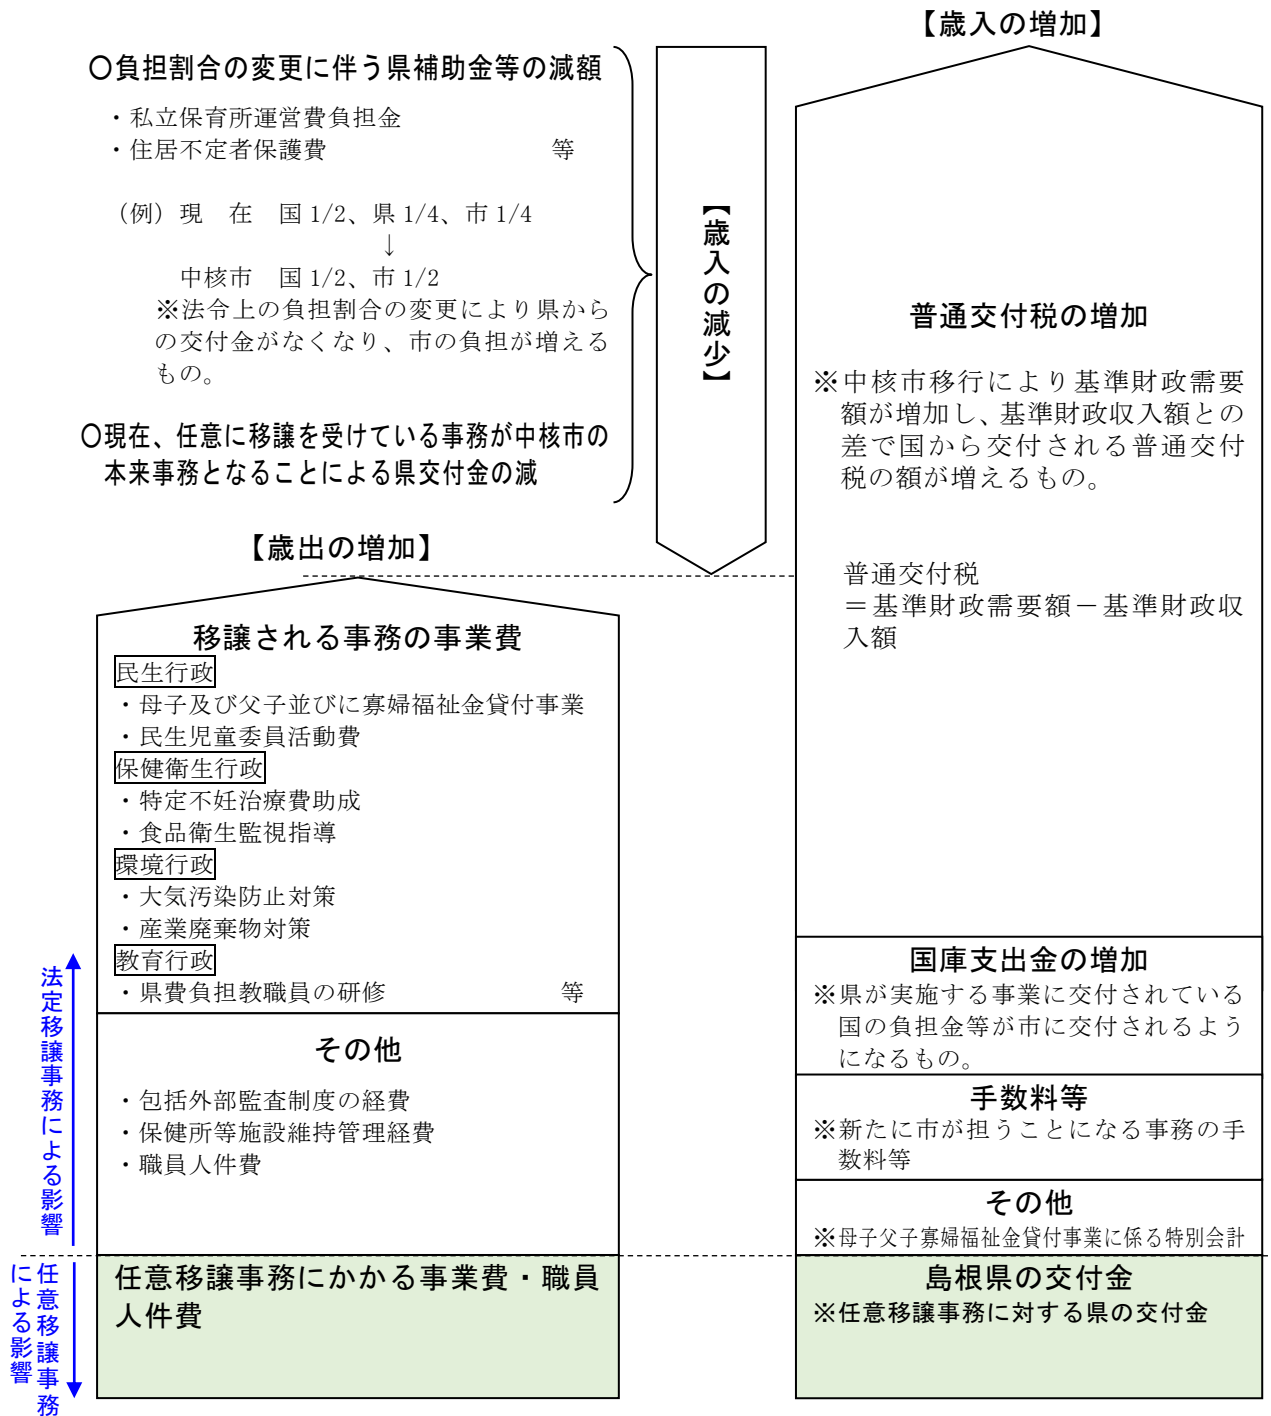 〇負担割合の変更に伴う県補助金等の減額
・私立保育所運営費負担金
・住居不定者保護費　等
（例）現　在　国 1/2、県 1/4、市 1/4
↓
中核市　国 1/2、市 1/2
※法令上の負担割合の変更により県から
の交付金がなくなり、市の負担が増える
もの。
〇現在、任意に移譲を受けている事務が中核市の
本来事務となることによる県交付金の減
【歳入の減少】
【歳出の増加】
移譲される事務の事業費
民生行政
・母子及び父子並びに寡婦福祉金貸付事業
・民生児童委員活動費
保健衛生行政
・特定不妊治療費助成
・食品衛生監視指導
環境行政
・大気汚染防止対策
・産業廃棄物対策
教育行政
・県費負担教職員の研修　等
その他
・包括外部監査制度の経費
・保健所等施設維持管理経費
・職員人件費
任意移譲事務にかかる事業費・職員
人件費
法定移譲事務による影響
任意移譲事務
による影響
【歳入の増加】
普通交付税の増加
※中核市移行により基準財政需要
額が増加し、基準財政収入額との
差で国から交付される普通交付
税の額が増えるもの。
普通交付税
＝基準財政需要額－基準財政収
入額
国庫支出金の増加
※県が実施する事業に交付されている
国の負担金等が市に交付されるよう
になるもの。
手数料等
※新たに市が担うことになる事務の手
数料等
その他
※母子父子寡婦福祉金貸付事業に係る特別会計
島根県の交付金
※任意移譲事務に対する県の交付金